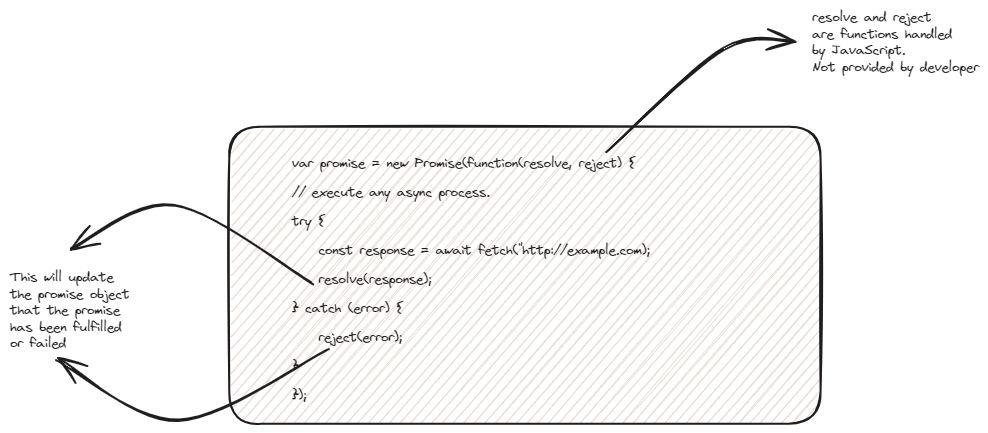 resolve and reject
are functions handled
by JavaScript.
Not provided by developer
var promise = new Promise(function(resolve, reject) {
// execute any async process.
try {
const response = await fetch("http://example.com);
resolve(response);
} catch (error) {
reject(error);
}
});
This will update
the promise object
that the promise
has been fulfilled
or failed